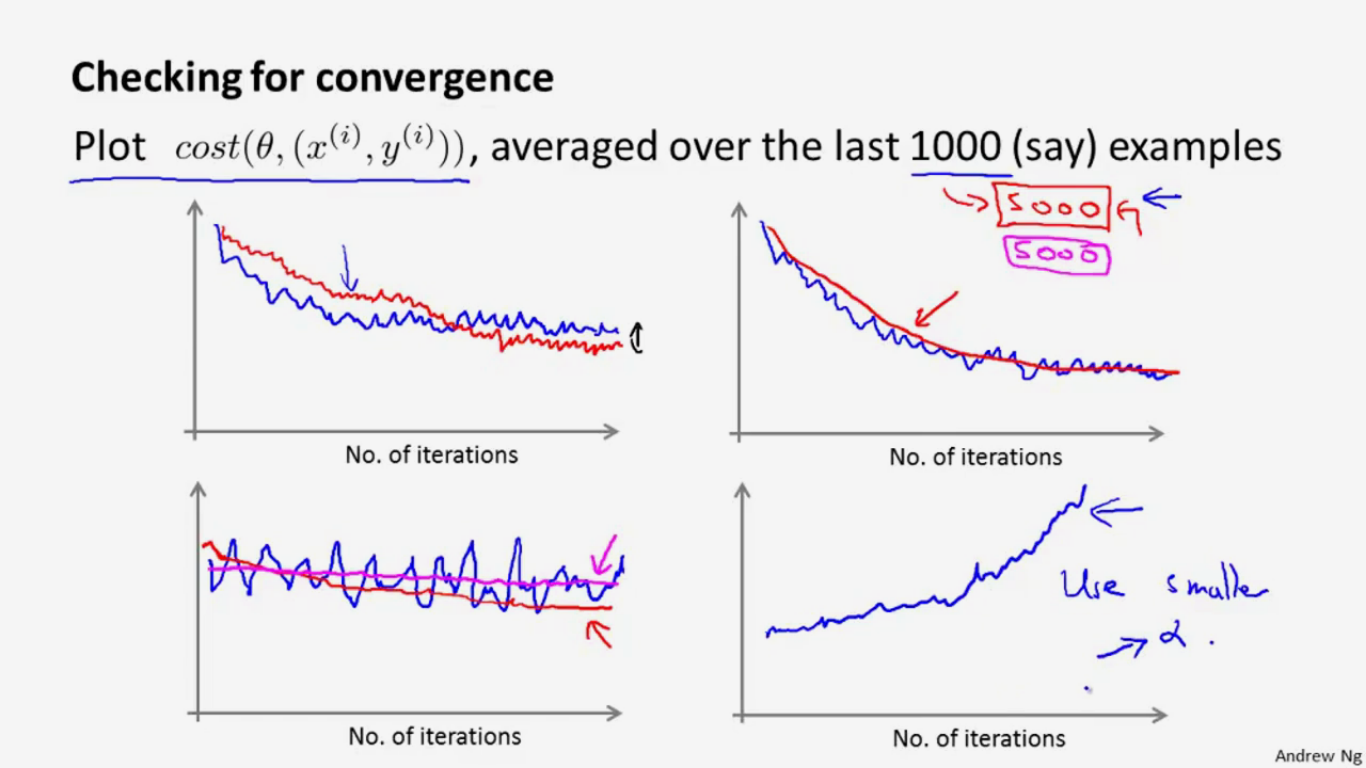 Checking for convergence
Plot cost(θ, (x^(i), y^(i))), averaged over the last 1000 (say) examples
5000
5000
No. of iterations
No. of iterations
Use smaller
α.
No. of iterations
No. of iterations
Andrew Ng